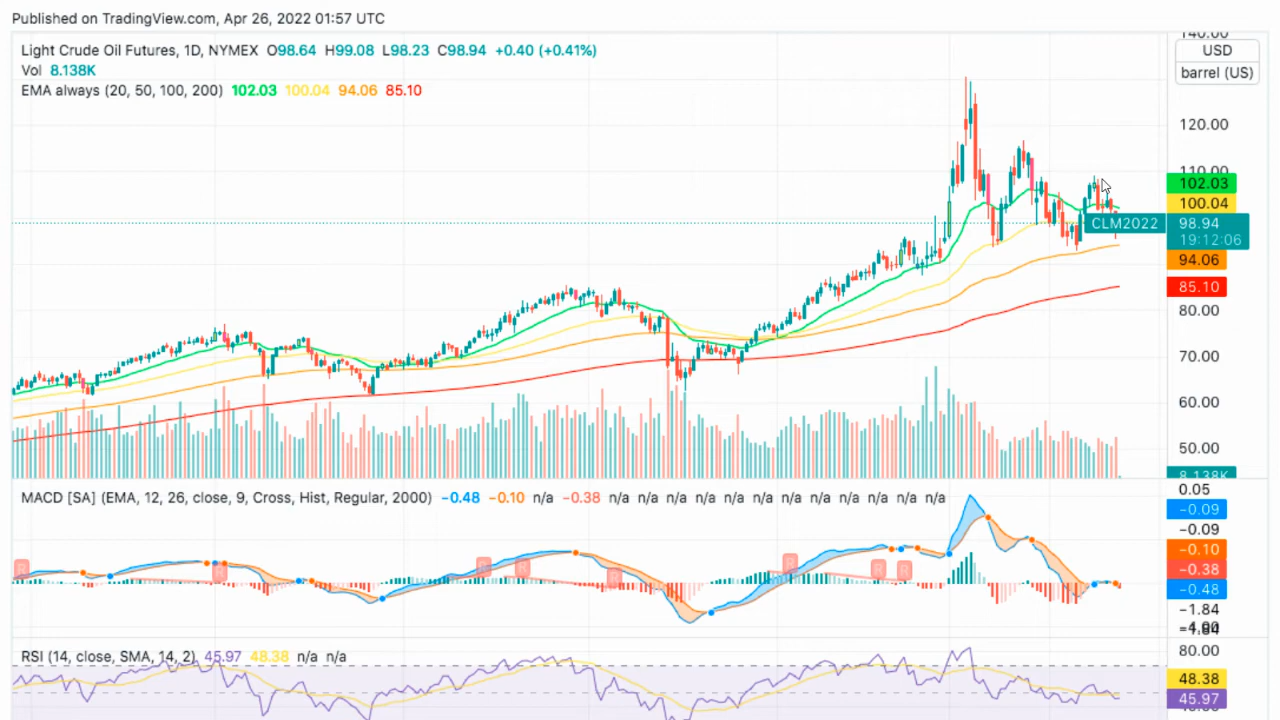 Published on TradingView.com, Apr 26, 2022 01:57 UTC
Light Crude Oil Futures, 1D, NYMEX O98.64 H99.08 L98.23 C98.94 +0.40 (+0.41%)
Vol 8.138K
EMA always (20, 50, 100, 200) 102.03 100.04 94.06 85.10
140.00
USD
barrel (US)
120.00
110.00
102.03
100.04
CLM2022 98.94
19:12:06
94.06
85.10
80.00
70.00
60.00
50.00
8.138K
MACD [SA] (EMA, 12, 26, close, 9, Cross, Hist, Regular, 2000) −0.48 −0.10 n/a −0.38 n/a n/a n/a n/a n/a n/a n/a n/a n/a n/a n/a n/a
0.05
−0.09
−0.09
−0.10
−0.38
−0.48
−1.84
R R R R R R R R
RSI (14, close, SMA, 14, 2) 45.97 48.38 n/a n/a
80.00
48.38
45.97